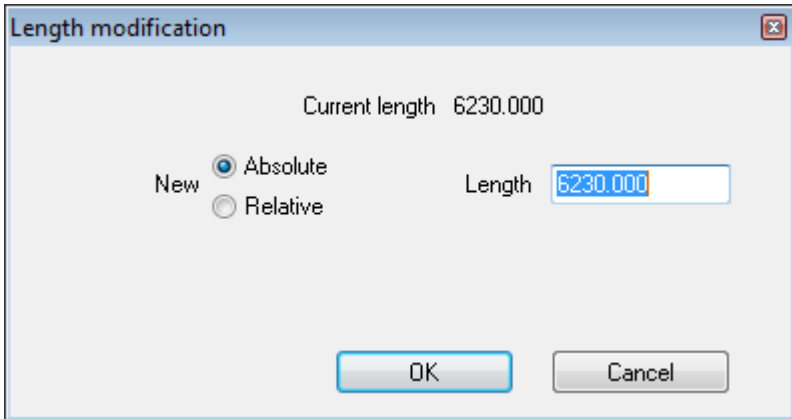 Length modification
Current length 6230.000
New Absolute Length 6230.000
Relative
OK Cancel